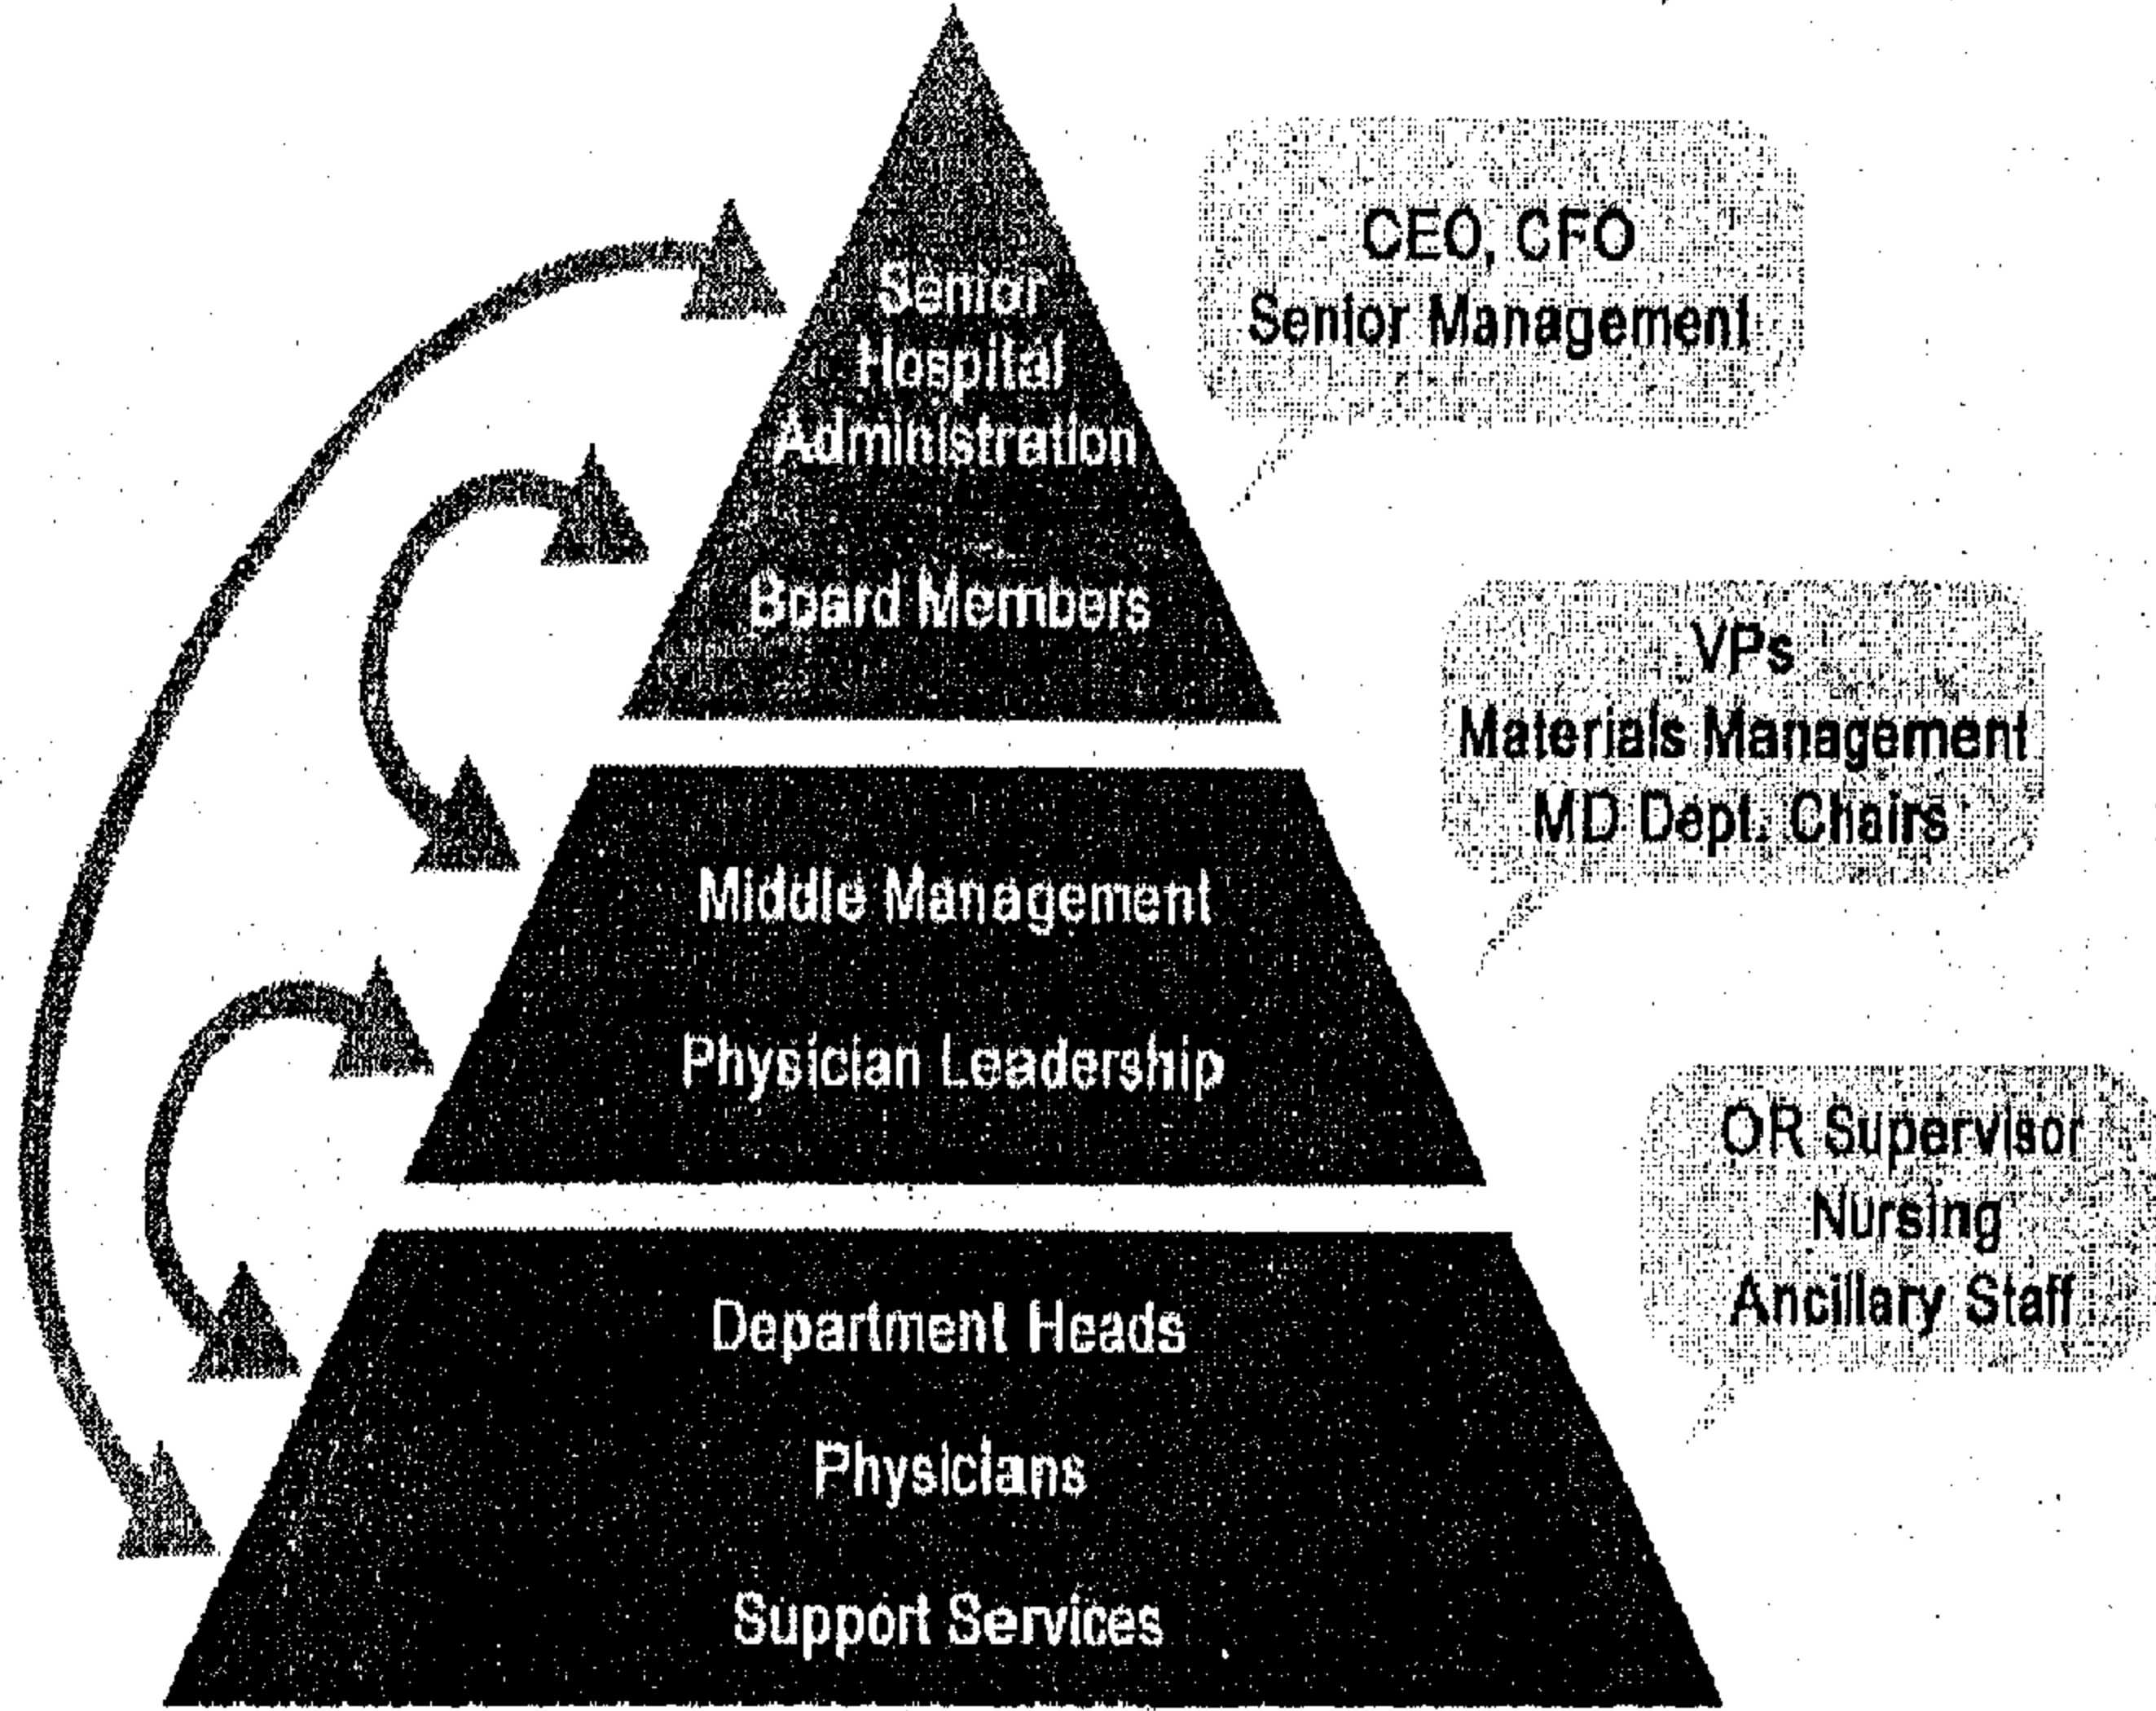 Senior
Hospital
Administration
Board Members
CEO, CFO
Senior Management
Middle Management
Physician Leadership
VPs
Materials Management
MD Dept. Chairs
Department Heads
Physicians
Support Services
OR Supervisor
Nursing
Ancillary Staff